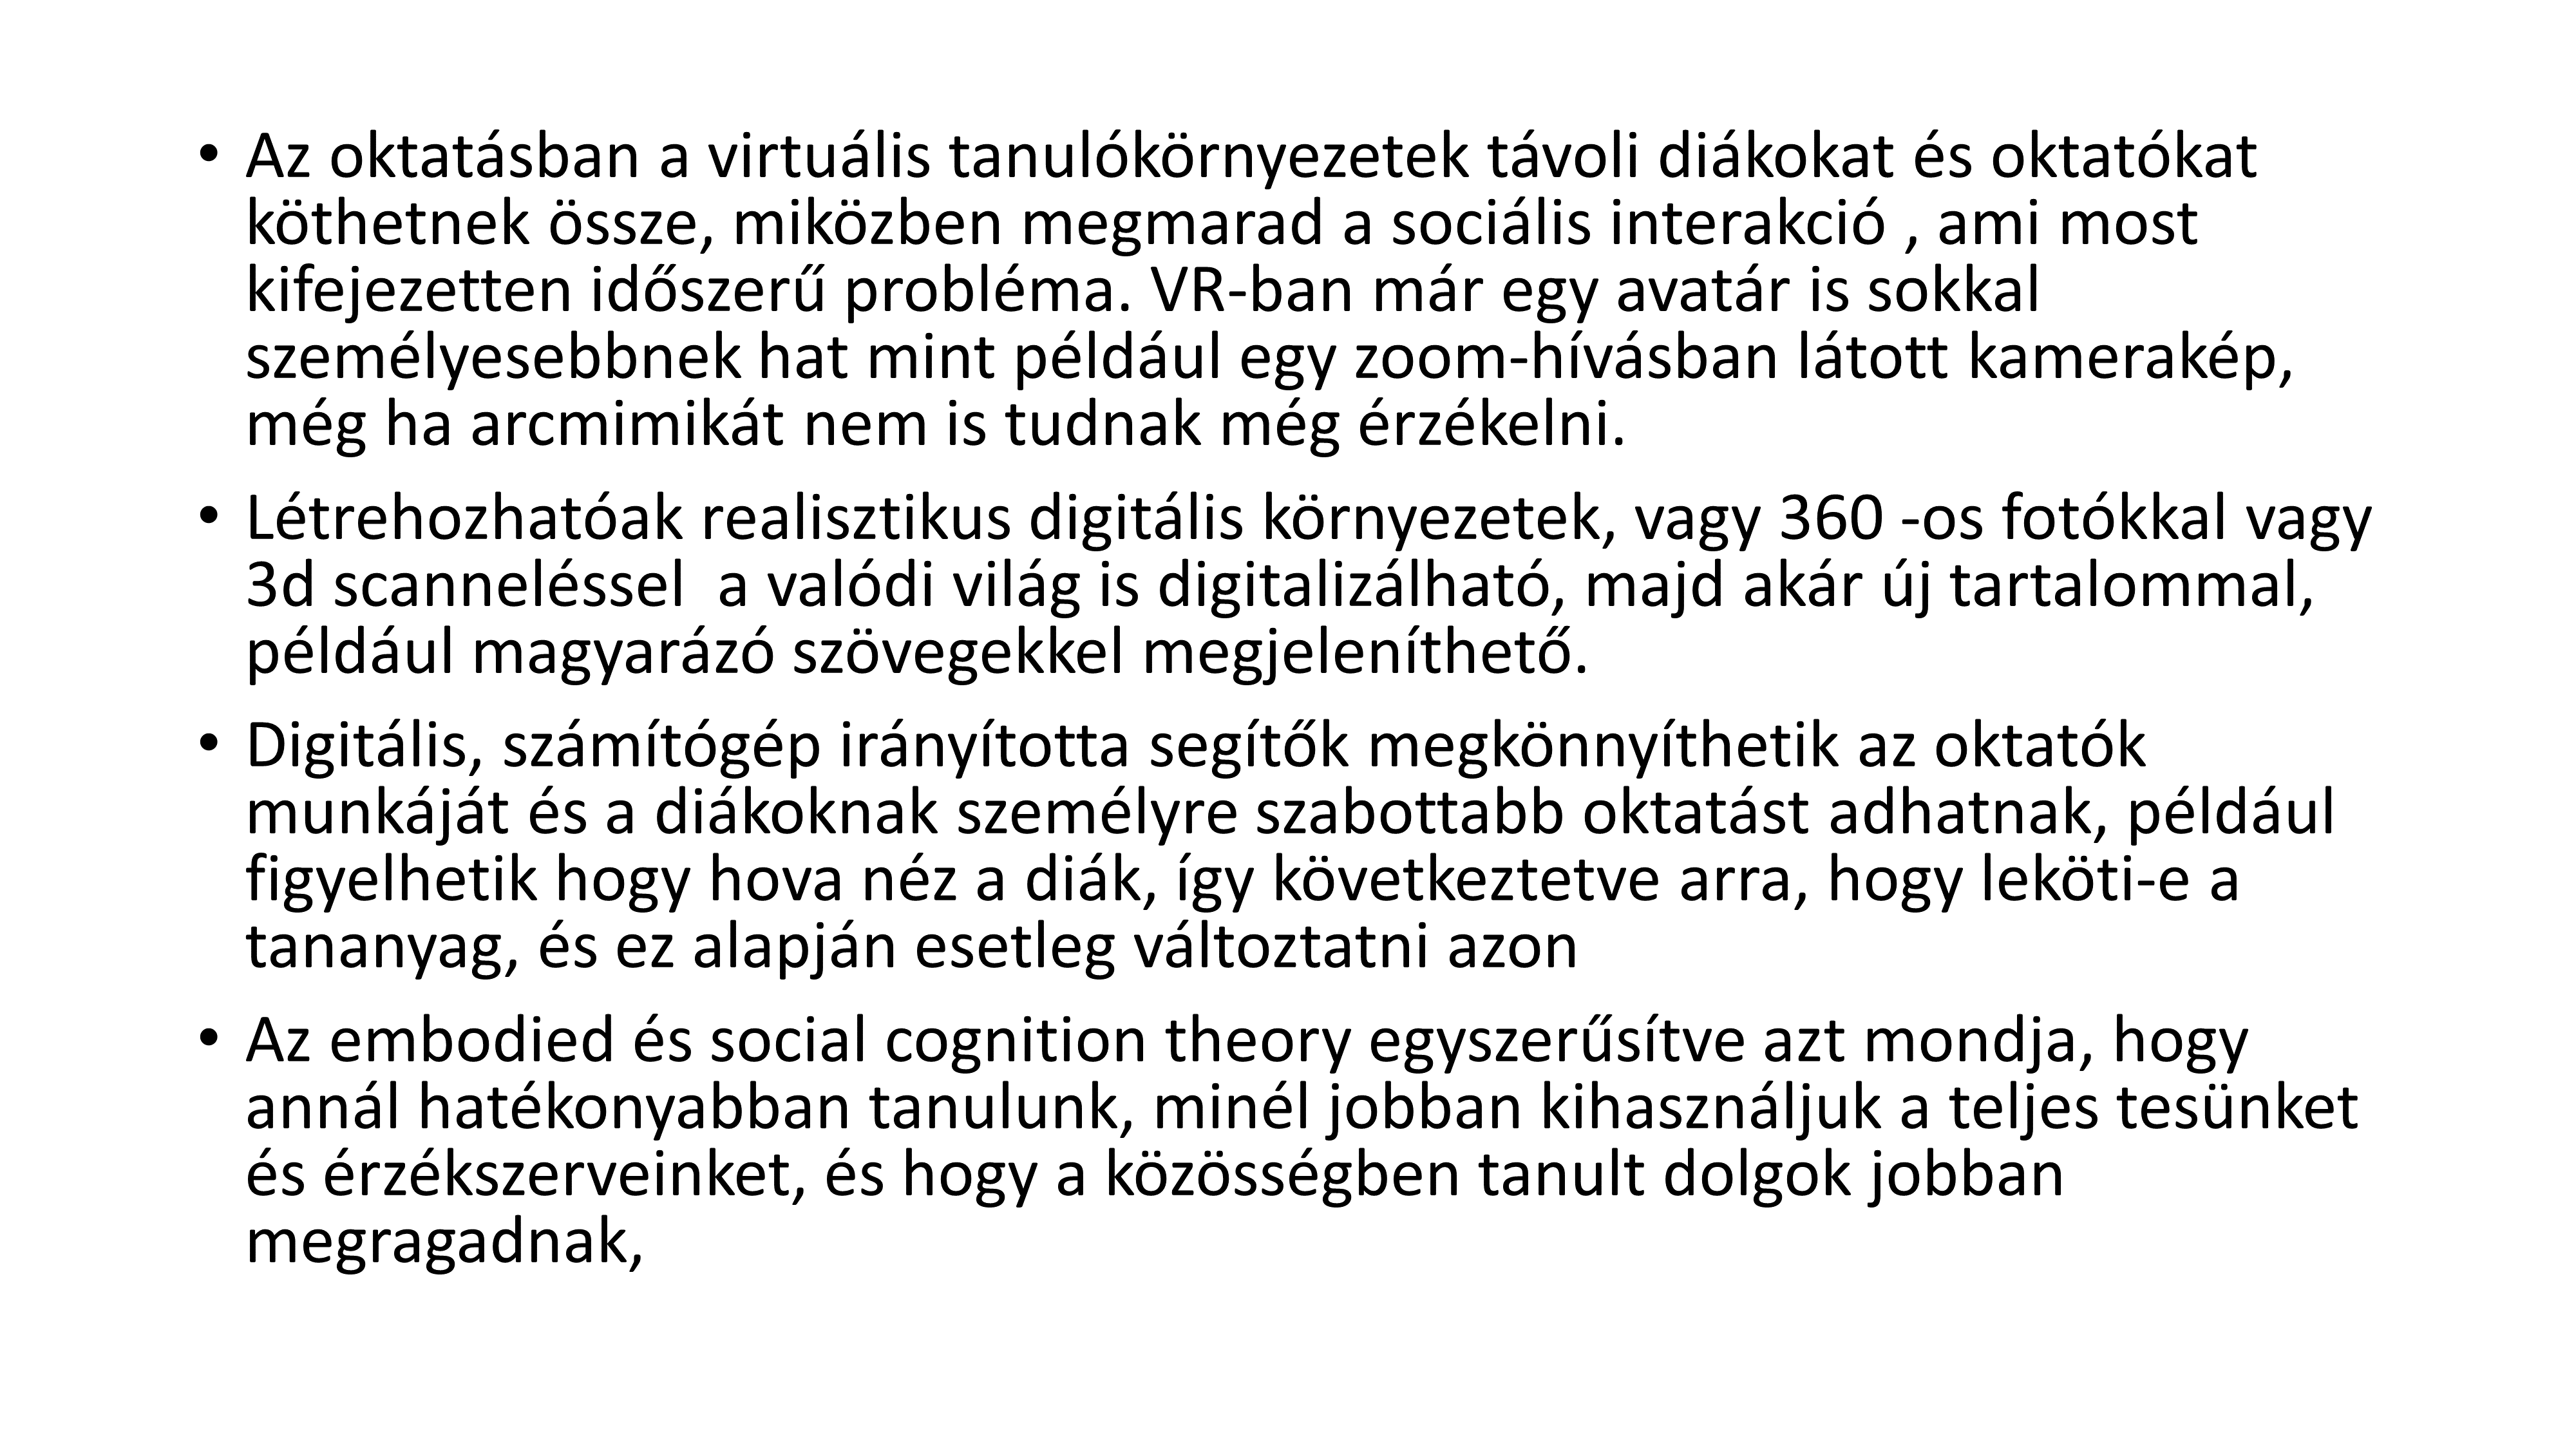 • Az oktatásban a virtuális tanulókörnyezetek távoli diákokat és oktatókat
köthetnek össze, miközben megmarad a sociális interakció , ami most
kifejezetten időszerű probléma. VR-ban már egy avatár is sokkal
személyesebbnek hat mint például egy zoom-hívásban látott kamerakép,
még ha arcmimikát nem is tudnak még érzékelni.
• Létrehozhatóak realisztikus digitális környezetek, vagy 360 -os fotókkal vagy
3d scanneléssel  a valódi világ is digitalizálható, majd akár új tartalommal,
például magyarázó szövegekkel megjeleníthető.
• Digitális, számítógép irányította segítők megkönnyíthetik az oktatók
munkáját és a diákoknak személyre szabottabb oktatást adhatnak, például
figyelhetik hogy hova néz a diák, így következtetve arra, hogy leköti-e a
tananyag, és ez alapján esetleg változtatni azon
• Az embodied és social cognition theory egyszerűsítve azt mondja, hogy
annál hatékonyabban tanulunk, minél jobban kihasználjuk a teljes tesünket
és érzékszerveinket, és hogy a közösségben tanult dolgok jobban
megragadnak,